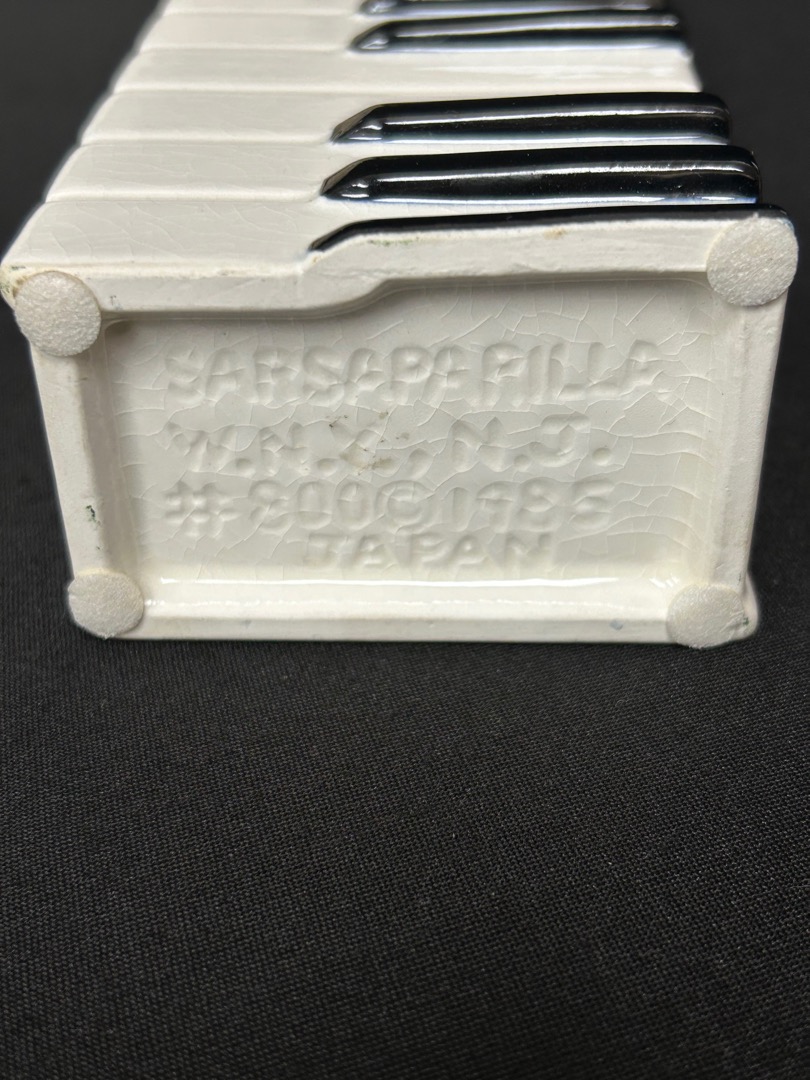 SARSAPARILLA
W.N.Y., N.J.
#800©1985
JAPAN